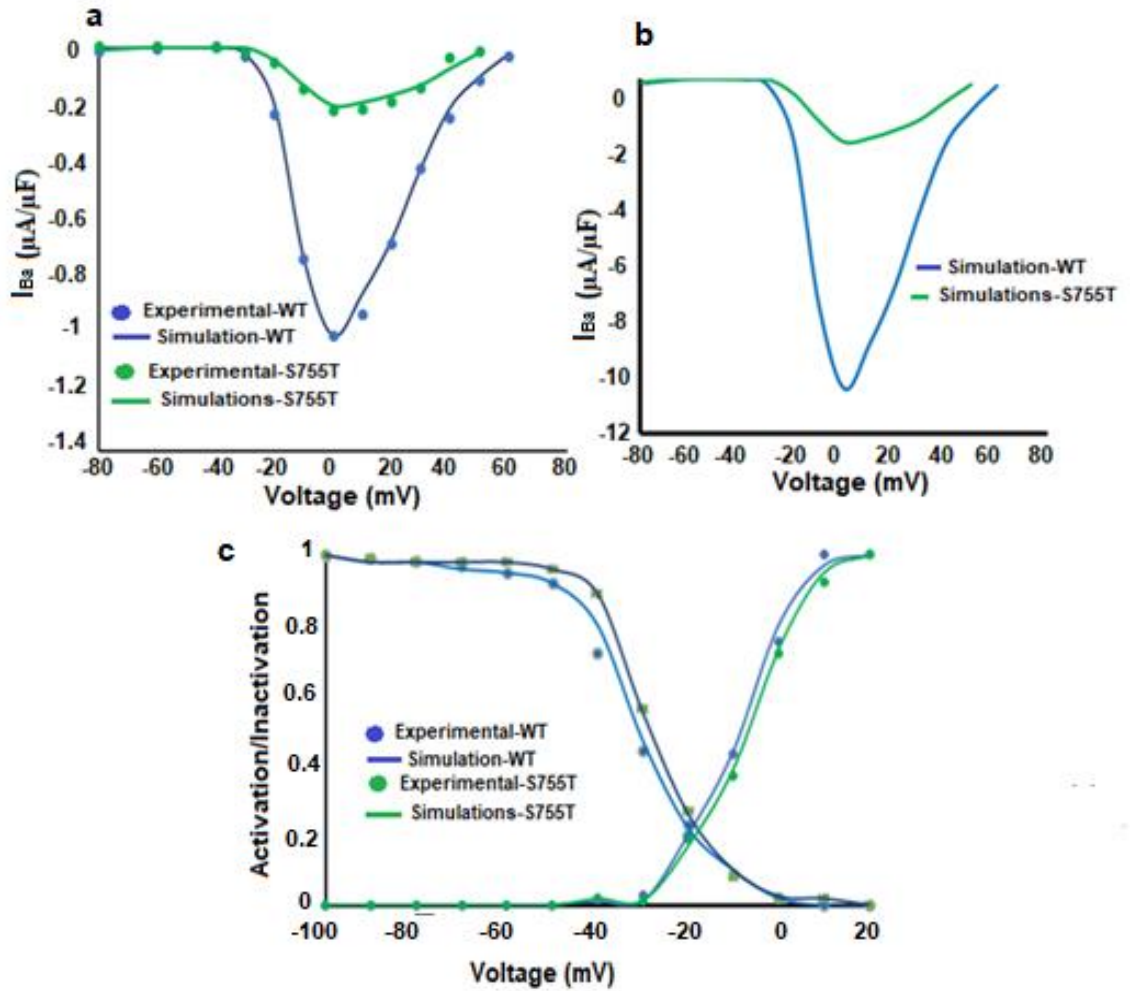 a
0
-0.2
-0.4
-0.6
-0.8
-1
-1.2
-1.4
IBa (µA/µF)
Experimental-WT
Simulation-WT
Experimental-S755T
Simulations-S755T
-80 -60 -40 -20 0 20 40 60 80
Voltage (mV)
b
0
-2
-4
-6
-8
-10
-12
IBa (µA/µF)
Simulation-WT
Simulations-S755T
-80 -60 -40 -20 0 20 40 60 80
Voltage (mV)
c
1
0.8
0.6
0.4
0.2
0
Activation/Inactivation
Experimental-WT
Simulation-WT
Experimental-S755T
Simulations-S755T
-100 -80 -60 -40 -20 0 20
Voltage (mV)